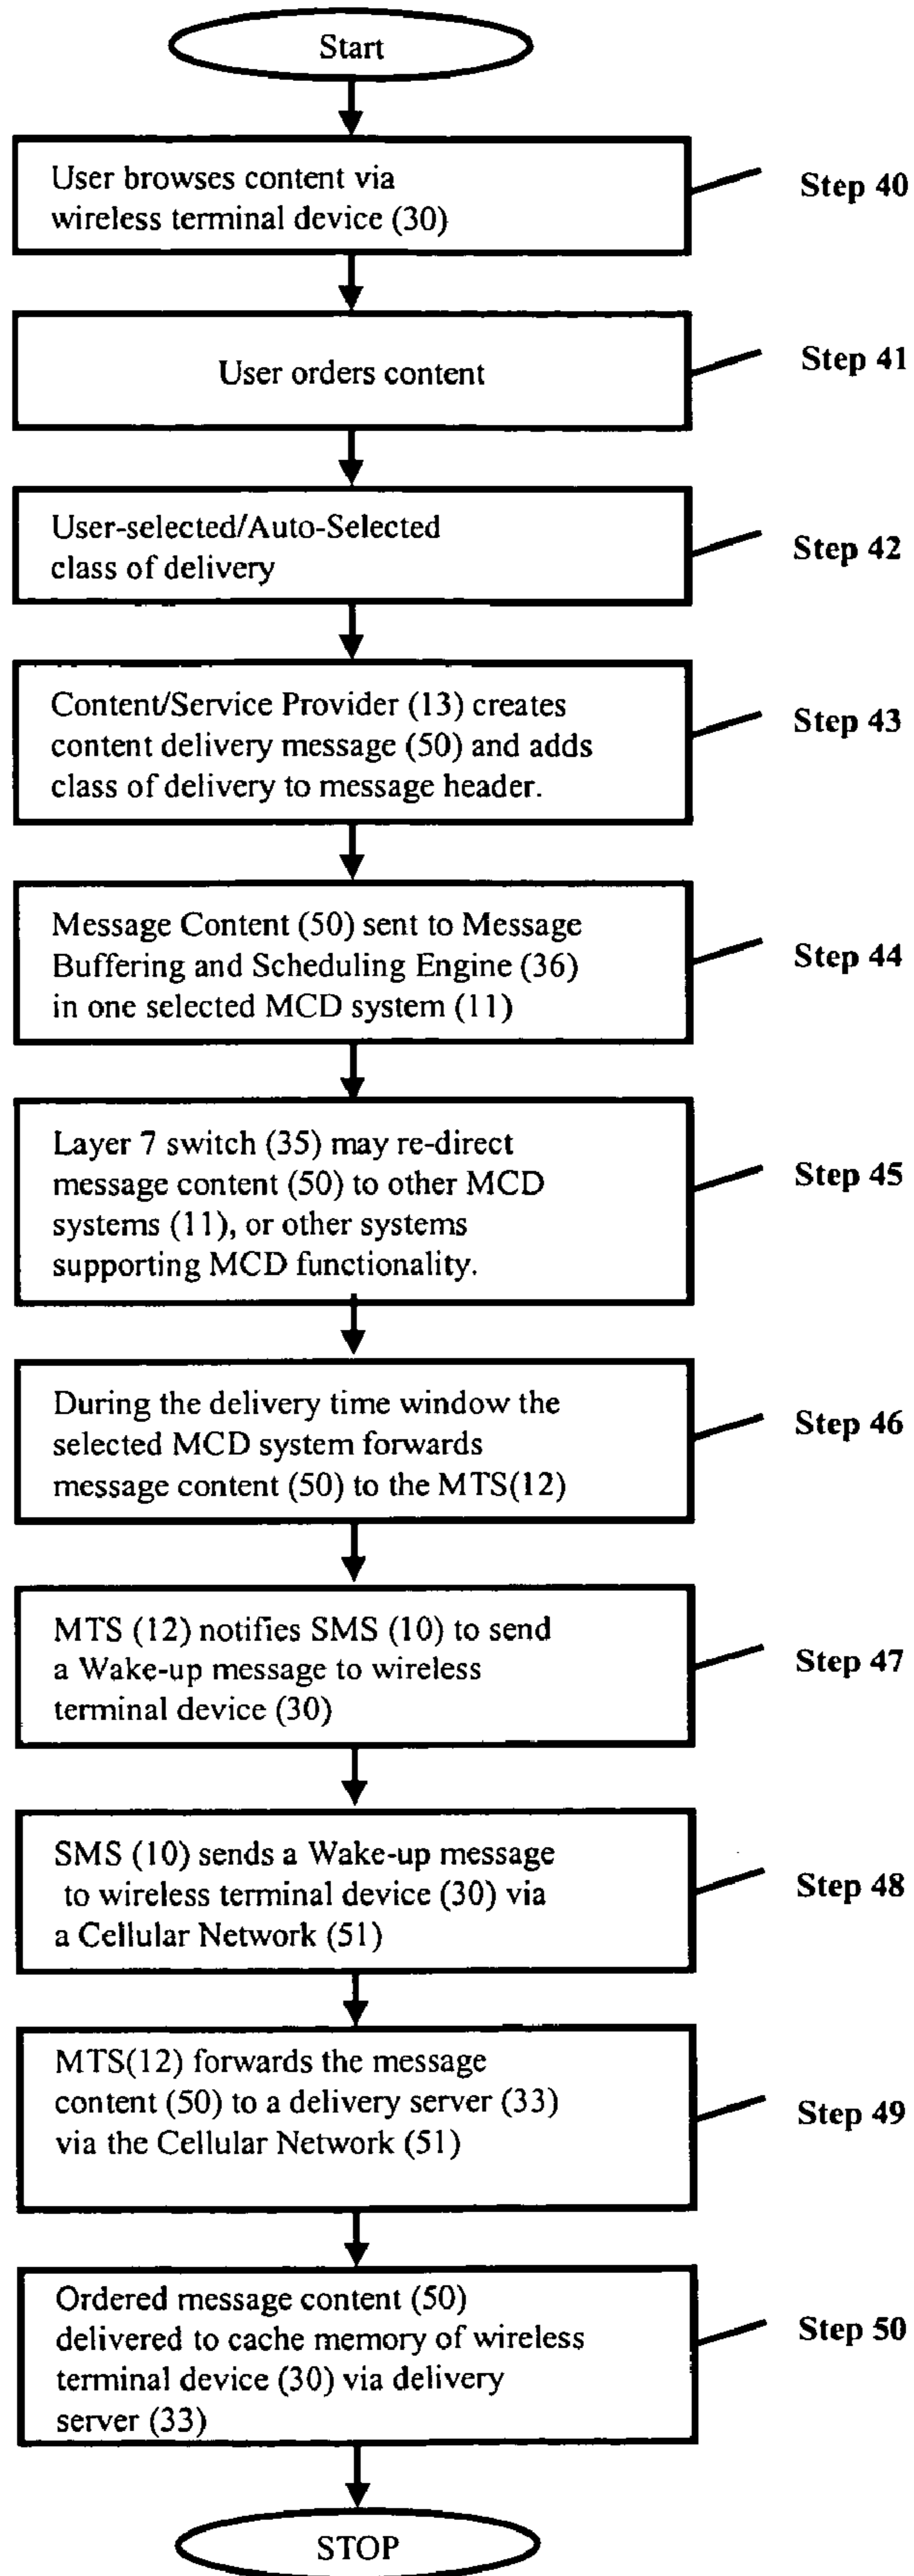 Start
User browses content via
wireless terminal device (30)
Step 40
User orders content
Step 41
User-selected/Auto-Selected
class of delivery
Step 42
Content/Service Provider (13) creates
content delivery message (50) and adds
class of delivery to message header.
Step 43
Message Content (50) sent to Message
Buffering and Scheduling Engine (36)
in one selected MCD system (11)
Step 44
Layer 7 switch (35) may re-direct
message content (50) to other MCD
systems (11), or other systems
supporting MCD functionality.
Step 45
During the delivery time window the
selected MCD system forwards
message content (50) to the MTS(12)
Step 46
MTS (12) notifies SMS (10) to send
a Wake-up message to wireless
terminal device (30)
Step 47
SMS (10) sends a Wake-up message
to wireless terminal device (30) via
a Cellular Network (51)
Step 48
MTS(12) forwards the message
content (50) to a delivery server (33)
via the Cellular Network (51)
Step 49
Ordered message content (50)
delivered to cache memory of wireless
terminal device (30) via delivery
server (33)
Step 50
STOP